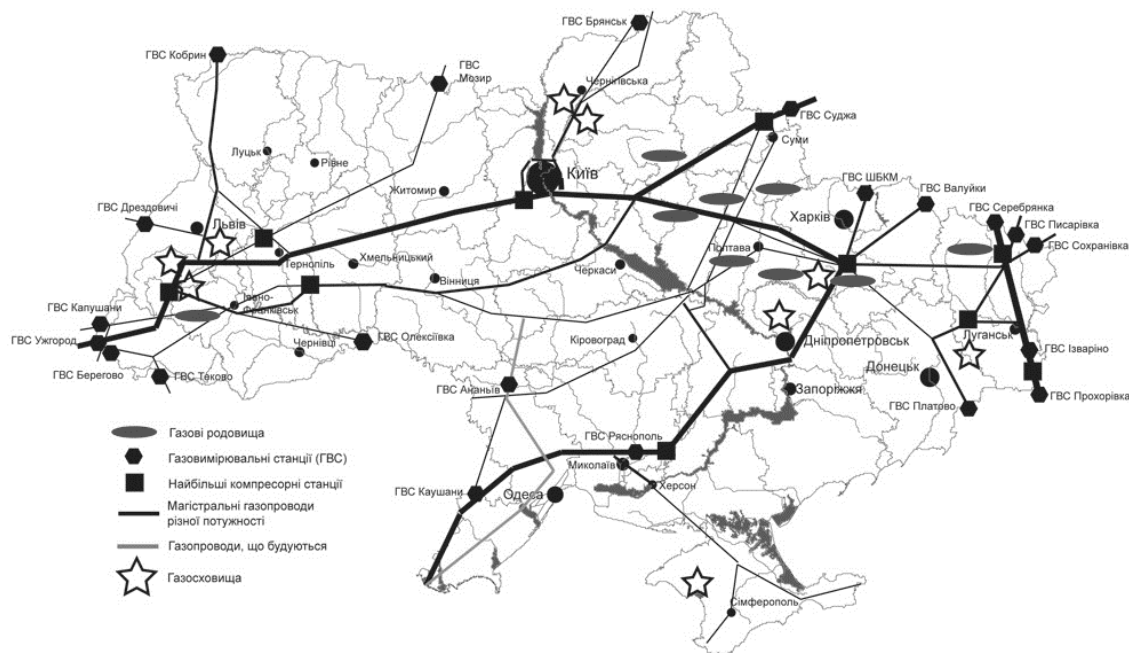 ГВС Брянськ
ГВС Кобрин
ГВС
Мозир
Чернігівська
ГВС Суджа
Суми
Луцьк
Рівне
Київ
Житомир
ГВС ШБКМ
ГВС Валуйки
ГВС Серебрянка
ГВС Писарівка
ГВС Сохранівка
ГВС Дрездовичі
Львів
Харків
Полтава
Тернопіль
Хмельницький
Вінниця
Черкаси
ГВС Капушани
Івано-
Франківськ
ГВС Ужгород
Чернівці
ГВС Олексіївка
Кіровоград
Дніпропетровськ
Луганськ
ГВС Ізваріно
ГВС Берегово
ГВС Теково
ГВС Ананьїв
Донецьк
Запоріжжя
ГВС Платово
ГВС Прохорівка
Газові родовища
Газовимірювальні станції (ГВС)
Найбільші компресорні станції
Магістральні газопроводи
різної потужності
Газопроводи, що будуються
Газосховища
ГВС Ряснополь
Миколаїв
ГВС Каушани
Одеса
Херсон
Сімферополь